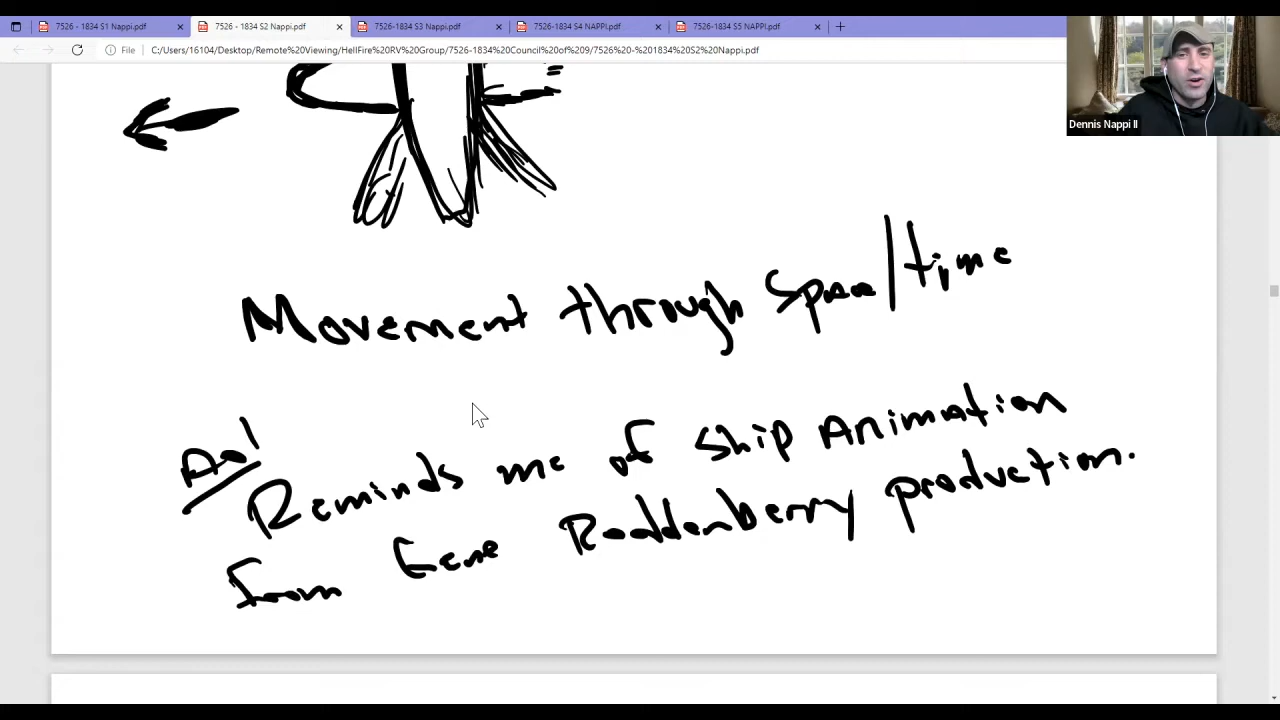 7526 - 1834 S1 Nappi.pdf
7526 - 1834 S2 Nappi.pdf
7526-1834 S3 Nappi.pdf
7526-1834 S4 NAPPI.pdf
7526-1834 S5 NAPPI.pdf
File
C:/Users/16104/Desktop/Remote%20Viewing/HellFire%20RV%20Group/7526-1834%20Council%20of%209/7526%20-%201834%20S2%20Nappi.pdf
Dennis Nappi II
Movement through Space/time
Aol
Reminds me of Ship Animation
From Gene Roddenberry production.